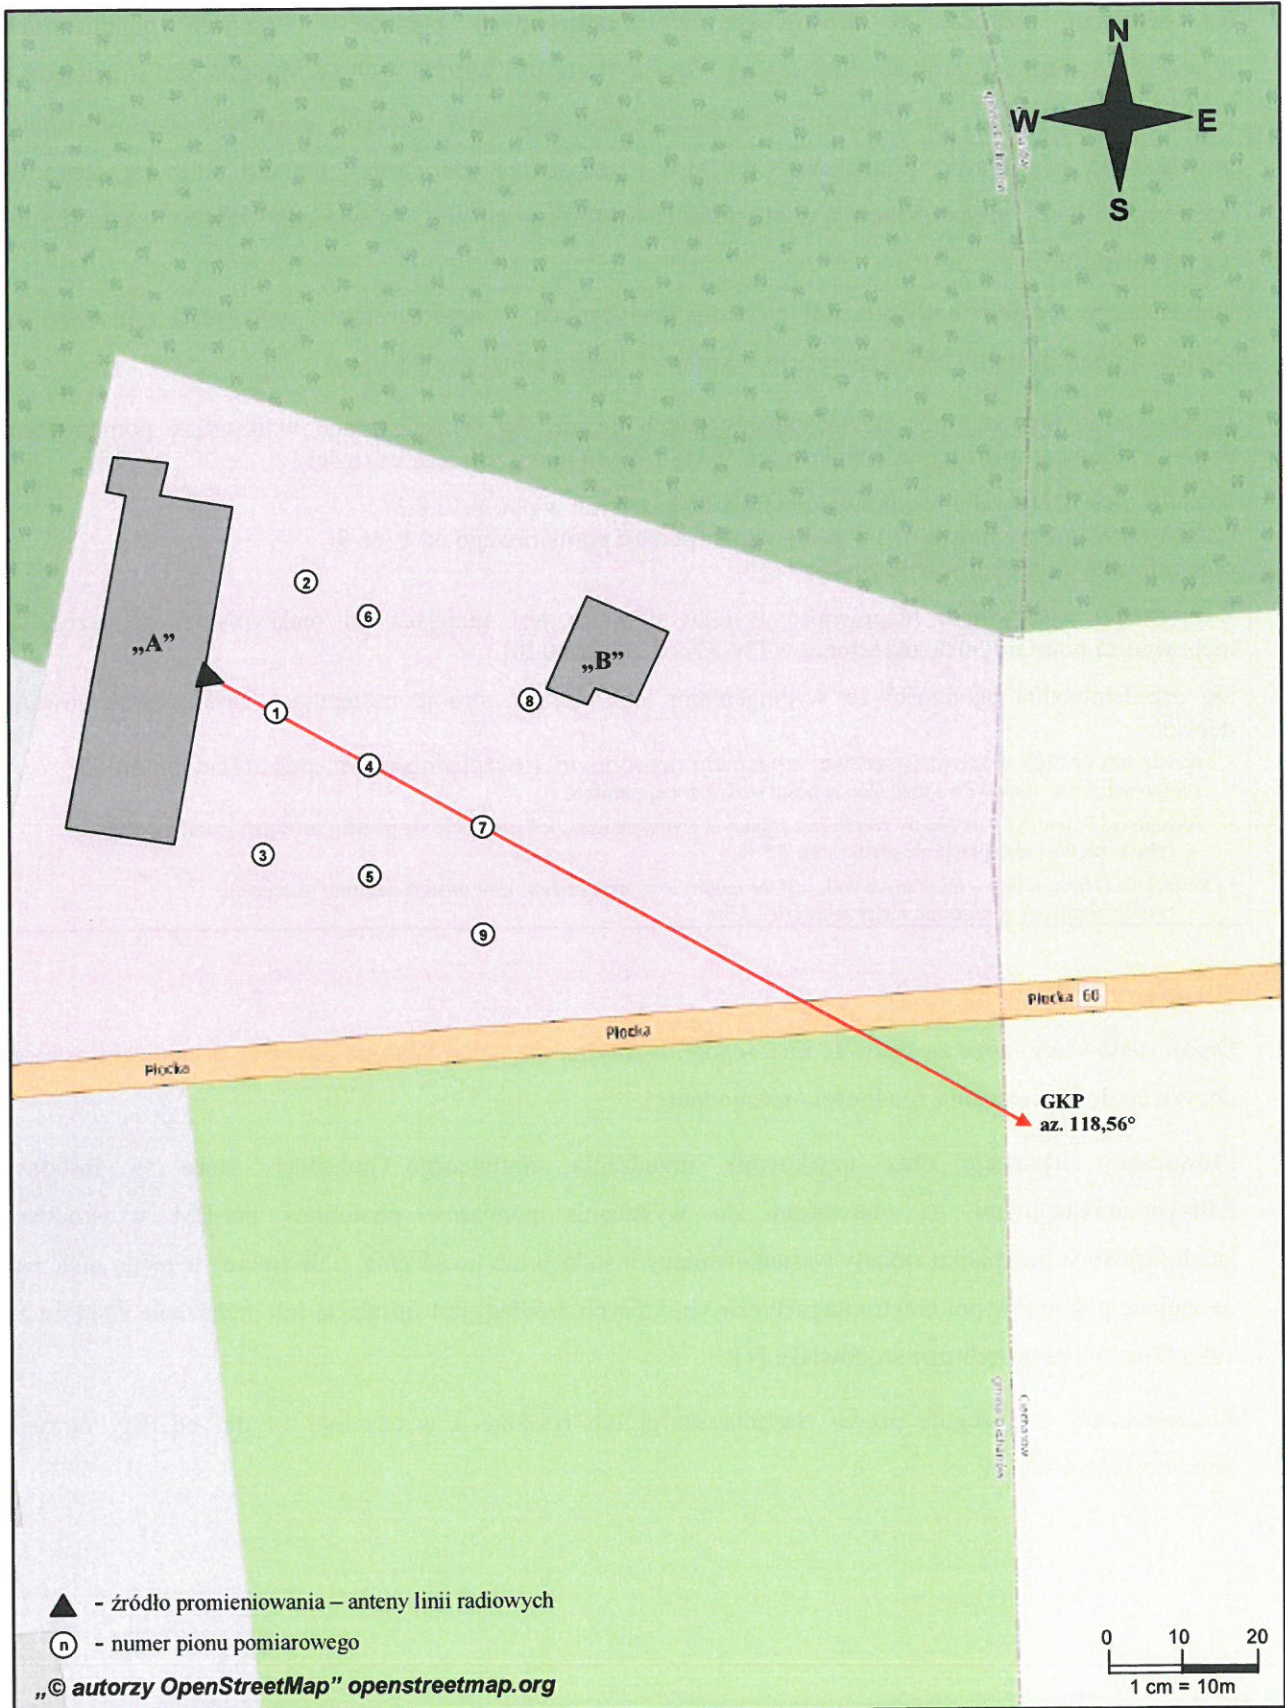 N
W
E
S
„A”
„B”
2
6
8
1
4
7
3
5
9
Płocka 60
Płocka
Płocka
GKP
az. 118,56°
Ciechanów
- źródło promieniowania – anteny linii radiowych
n - numer pionu pomiarowego
„© autorzy OpenStreetMap” openstreetmap.org
0 10 20
1 cm = 10m